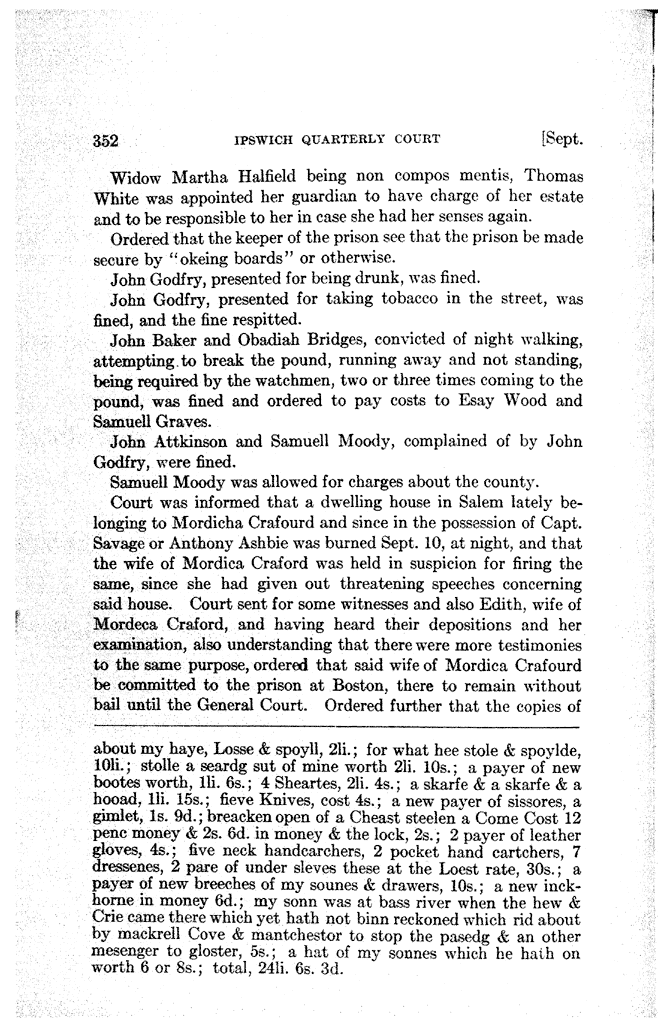 352 IPSWICH QUARTERLY COURT [Sept.
Widow Martha Halfield being non compos mentis, Thomas
White was appointed her guardian to have charge of her estate
and to be responsible to her in case she had her senses again.
Ordered that the keeper of the prison see that the prison be made
secure by "okeing boards" or otherwise.
John Godfry, presented for being drunk, was fined.
John Godfry, presented for taking tobacco in the street, was
fined, and the fine respitted.
John Baker and Obadiah Bridges, convicted of night walking,
attempting to break the pound, running away and not standing,
being required by the watchmen, two or three times coming to the
pound, was fined and ordered to pay costs to Esay Wood and
Samuell Graves.
John Attkinson and Samuell Moody, complained of by John
Godfry, were fined.
Samuell Moody was allowed for charges about the county.
Court was informed that a dwelling house in Salem lately be-
longing to Mordicha Crafourd and since in the possession of Capt.
Savage or Anthony Ashbie was burned Sept. 10, at night, and that
the wife of Mordica Craford was held in suspicion for firing the
same, since she had given out threatening speeches concerning
said house. Court sent for some witnesses and also Edith, wife of
Mordeca Craford, and having heard their depositions and her
examination, also understanding that there were more testimonies
to the same purpose, ordered that said wife of Mordica Crafourd
be committed to the prison at Boston, there to remain without
bail until the General Court. Ordered further that the copies of
about my haye, Losse & spoyll, 2li.; for what hee stole & spoylde,
10li.; stolle a seardg sut of mine worth 2li. 10s.; a payer of new
bootes worth, 1li. 6s.; 4 Sheartes, 2li. 4s.; a skarfe & a skarfe & a
hooad, 1li. 15s.; fieve Knives, cost 4s.; a new payer of sissores, a
gimlet, 1s. 9d.; breacken open of a Cheast steelen a Come Cost 12
penc money & 2s. 6d. in money & the lock, 2s.; 2 payer of leather
gloves, 4s.; five neck handcarchers, 2 pocket hand cartchers, 7
dressenes, 2 pare of under sleves these at the Loest rate, 30s.; a
payer of new breeches of my sounes & drawers, 10s.; a new inck-
horne in money 6d.; my sonn was at bass river when the hew &
Crie came there which yet hath not binn reckoned which rid about
by mackrell Cove & mantchestor to stop the pasedg & an other
mesenger to gloster, 5s.; a hat of my sonnes which he hath on
worth 6 or 8s.; total, 24li. 6s. 3d.